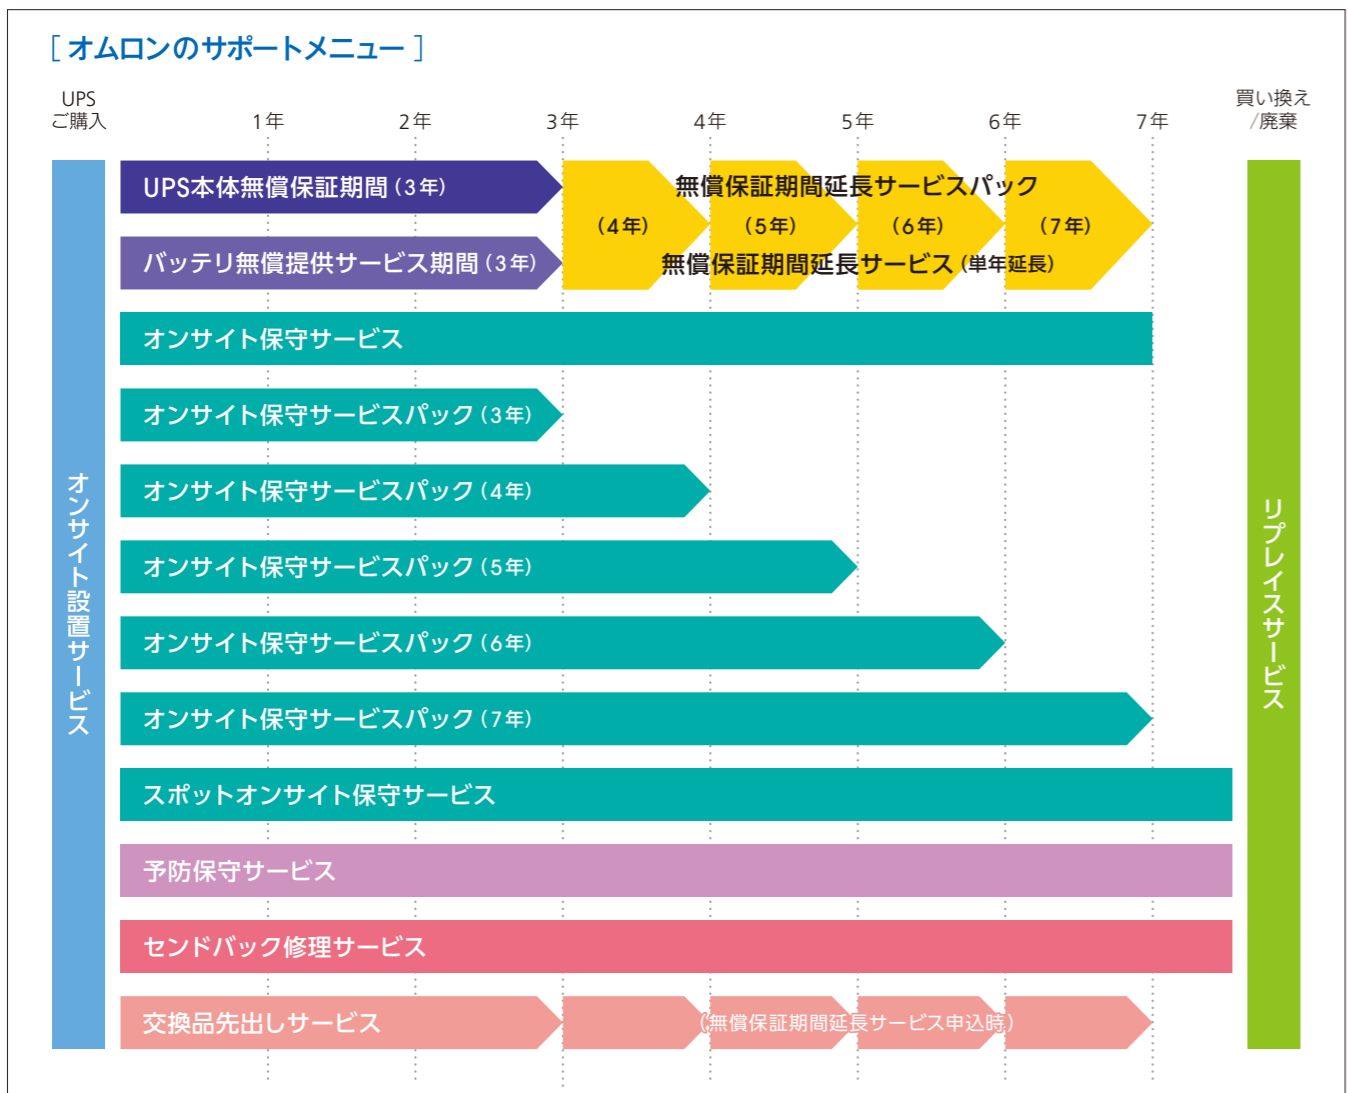 ［オムロンのサポートメニュー］
UPS
ご購入
1年
2年
3年
4年
5年
6年
7年
買い換え
/廃棄
オンサイト設置サービス
UPS本体無償保証期間（3年）
無償保証期間延長サービスパック
（4年）
（5年）
（6年）
（7年）
バッテリ無償提供サービス期間（3年）
無償保証期間延長サービス（単年延長）
オンサイト保守サービス
オンサイト保守サービスパック（3年）
オンサイト保守サービスパック（4年）
オンサイト保守サービスパック（5年）
オンサイト保守サービスパック（6年）
オンサイト保守サービスパック（7年）
スポットオンサイト保守サービス
予防保守サービス
センドバック修理サービス
交換品先出しサービス
（無償保証期間延長サービス申込時）
リプレイスサービス